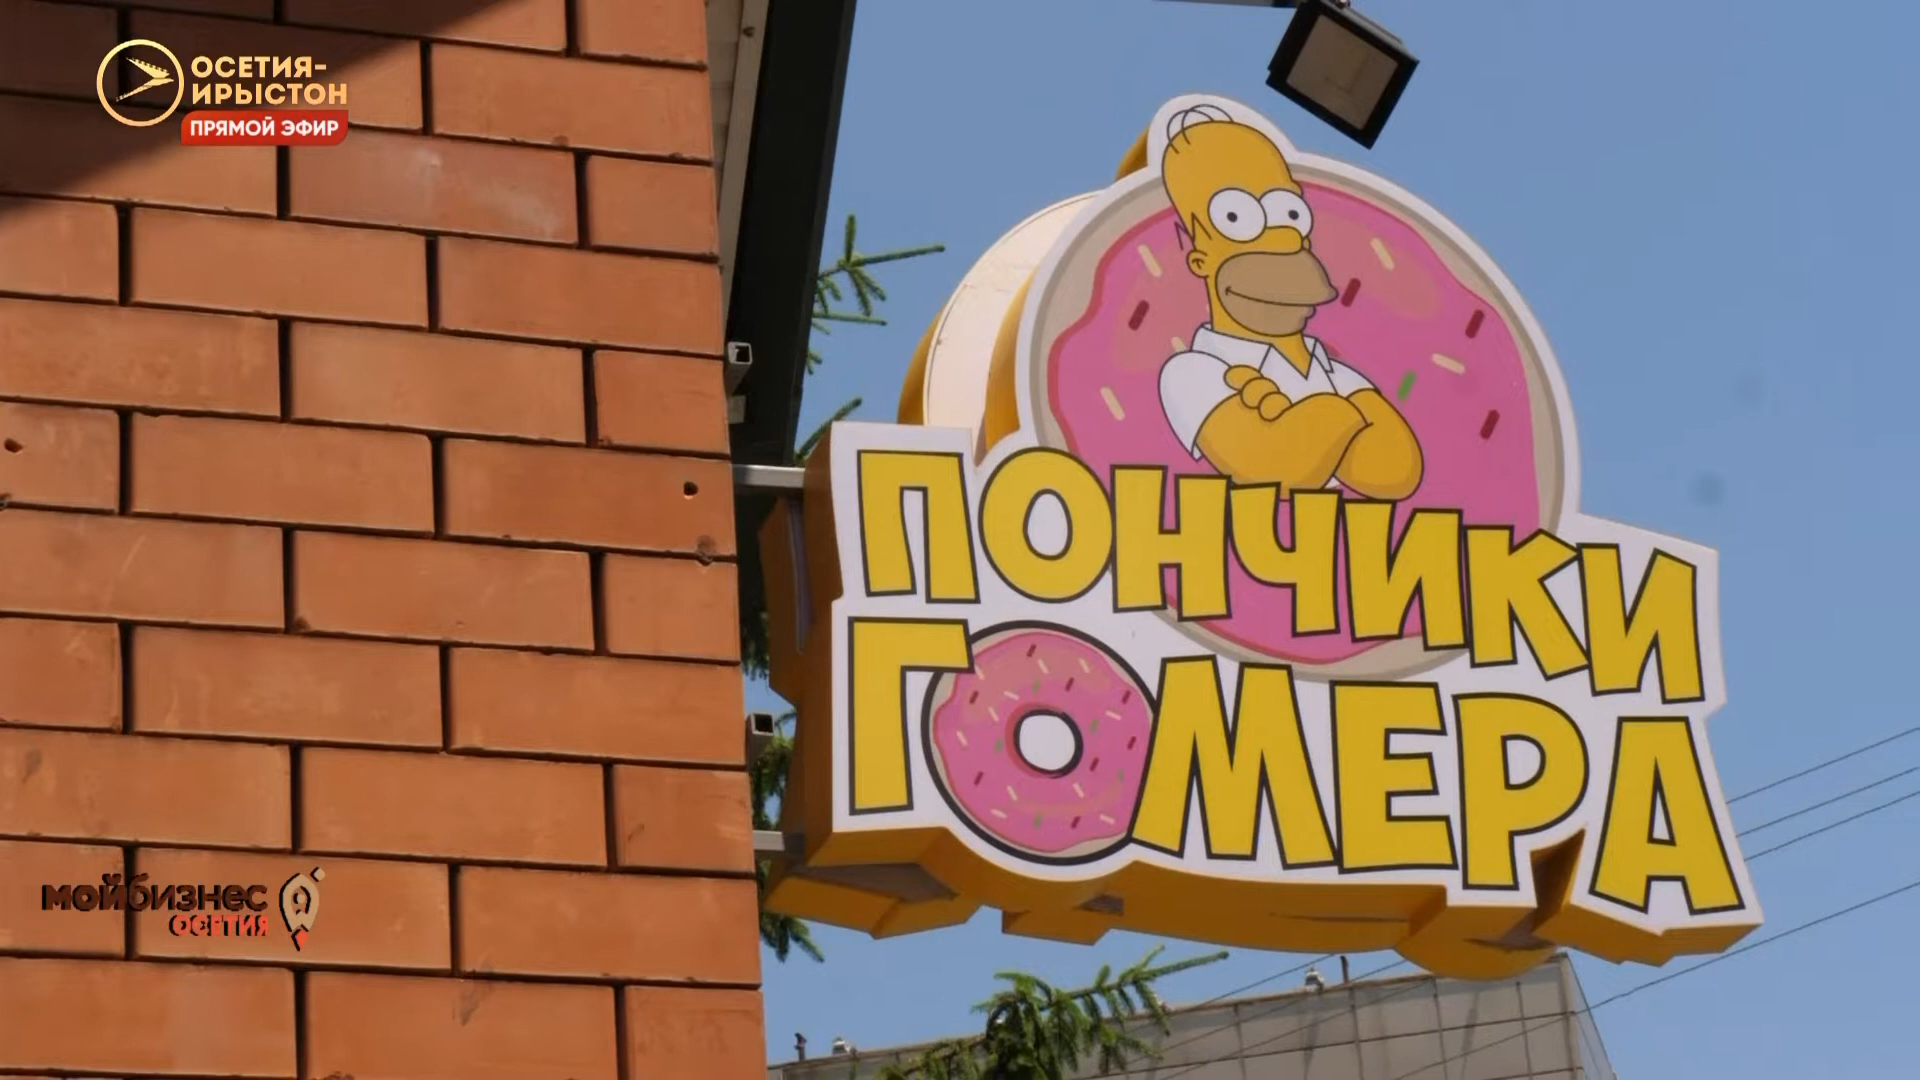 ОСЕТИЯ-
ИРЫСТОН
ПРЯМОЙ ЭФИР
ПОНЧИКИ
ГОМЕРА
МОЙБИЗНЕС
ОСЕТИЯ